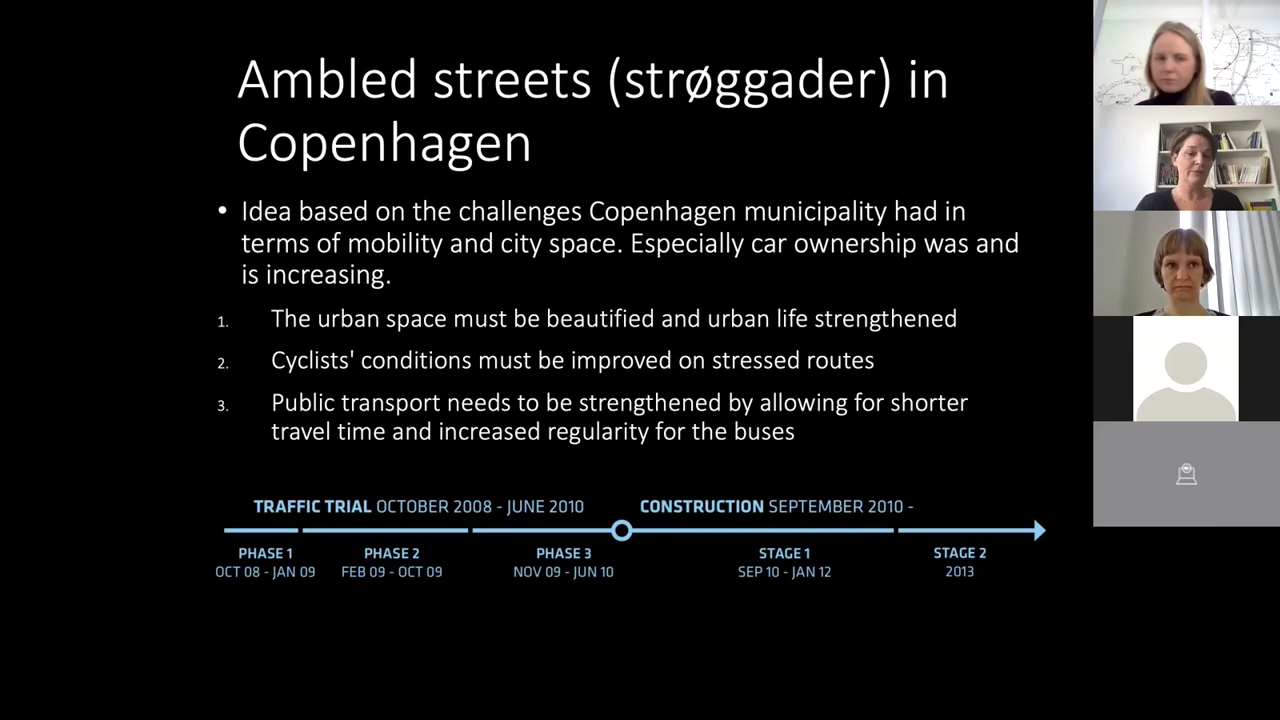 Ambled streets (strøggader) in
Copenhagen
• Idea based on the challenges Copenhagen municipality had in
terms of mobility and city space. Especially car ownership was and
is increasing.
1. The urban space must be beautified and urban life strengthened
2. Cyclists' conditions must be improved on stressed routes
3. Public transport needs to be strengthened by allowing for shorter
travel time and increased regularity for the buses
TRAFFIC TRIAL OCTOBER 2008 - JUNE 2010
CONSTRUCTION SEPTEMBER 2010 -
PHASE 1
OCT 08 - JAN 09
PHASE 2
FEB 09 - OCT 09
PHASE 3
NOV 09 - JUN 10
STAGE 1
SEP 10 - JAN 12
STAGE 2
2013